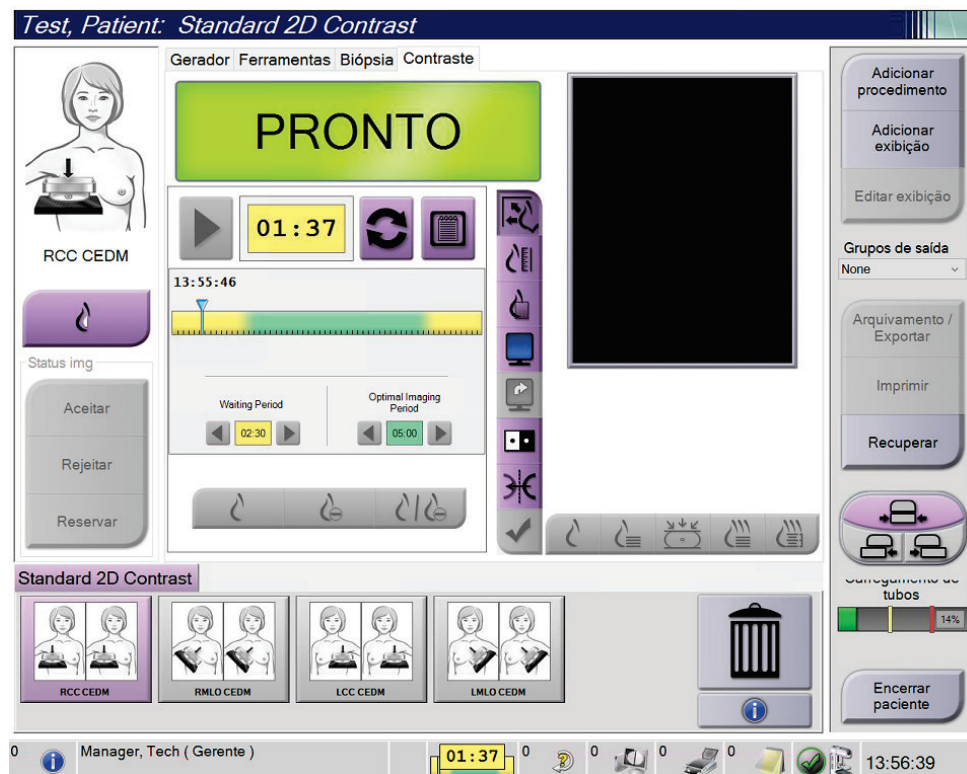 Test, Patient: Standard 2D Contrast
Gerador Ferramentas Biópsia Contraste
PRONTO
01:37
13:55:46
Waiting Period
02:30
Optimal Imaging
Period
05:00
RCC CEDM
Status img
Aceitar
Rejeitar
Reservar
Adicionar
procedimento
Adicionar
exibição
Editar exibição
Grupos de saída
None
Arquivamento /
Exportar
Imprimir
Recuperar
Carregamento de
tubos
14%
Encerrar
paciente
Standard 2D Contrast
RCC CEDM
RMLO CEDM
LCC CEDM
LMLO CEDM
0
Manager, Tech ( Gerente )
01:37
0
0
0
0
13:56:39